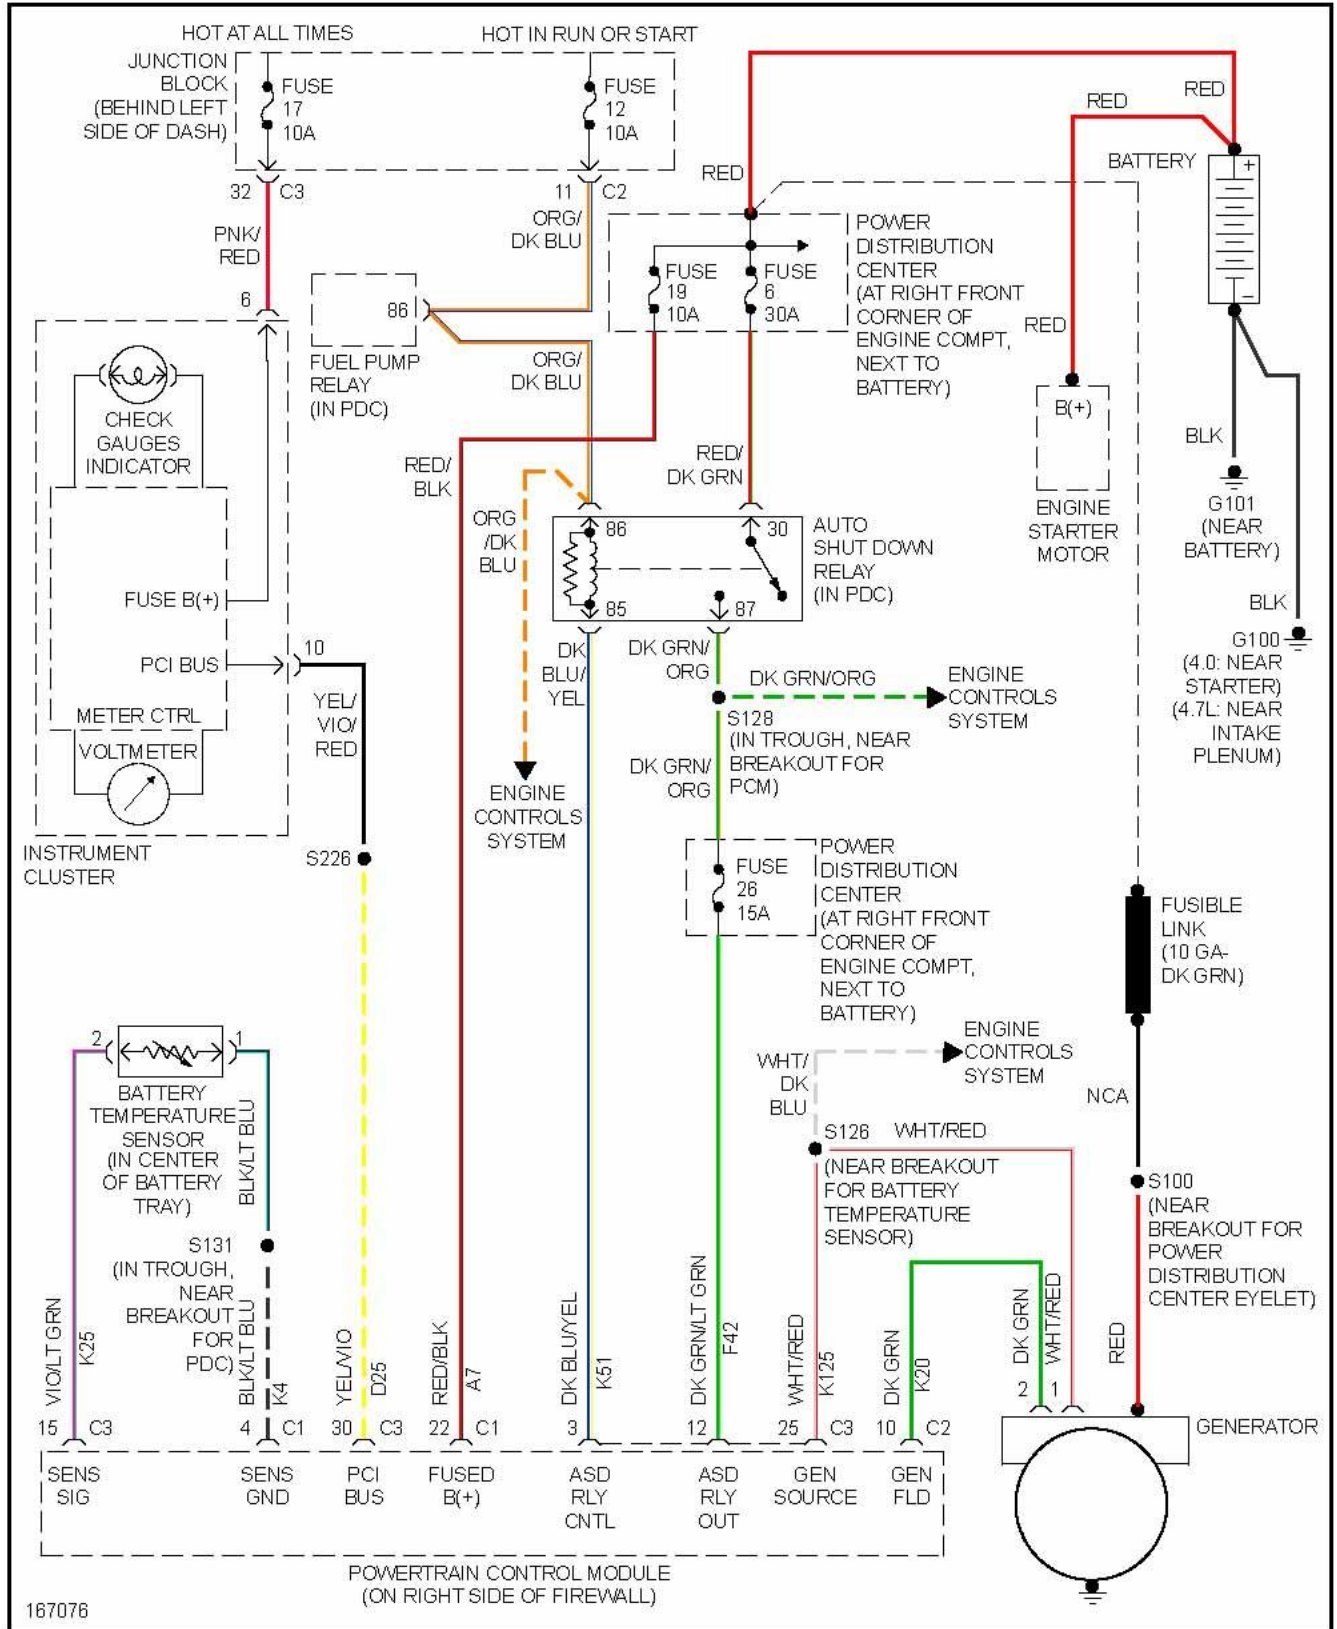 HOT AT ALL TIMES
HOT IN RUN OR START
JUNCTION
BLOCK
(BEHIND LEFT
SIDE OF DASH)
FUSE
17
10A
FUSE
12
10A
32
C3
11
C2
PNK/
RED
ORG/
DK BLU
6
86
FUEL PUMP
RELAY
(IN PDC)
ORG/
DK BLU
RED
RED
RED
BATTERY
+
−
FUSE
19
10A
FUSE
6
30A
POWER
DISTRIBUTION
CENTER
(AT RIGHT FRONT
CORNER OF
ENGINE COMPT,
NEXT TO
BATTERY)
RED
B(+)
ENGINE
STARTER
MOTOR
BLK
G101
(NEAR
BATTERY)
BLK
G100
(4.0: NEAR
STARTER)
(4.7L: NEAR
INTAKE
PLENUM)
CHECK
GAUGES
INDICATOR
FUSE B(+)
PCI BUS
METER CTRL
VOLTMETER
INSTRUMENT
CLUSTER
10
YEL/
VIO/
RED
S226
RED/
BLK
RED/
DK GRN
ORG
/DK
BLU
86
30
85
87
AUTO
SHUT DOWN
RELAY
(IN PDC)
DK
BLU/
YEL
DK GRN/
ORG
DK GRN/ORG
ENGINE
CONTROLS
SYSTEM
S128
(IN TROUGH, NEAR
BREAKOUT FOR
PCM)
DK GRN/
ORG
ENGINE
CONTROLS
SYSTEM
FUSE
26
15A
POWER
DISTRIBUTION
CENTER
(AT RIGHT FRONT
CORNER OF
ENGINE COMPT,
NEXT TO
BATTERY)
FUSIBLE
LINK
(10 GA-
DK GRN)
NCA
S100
(NEAR
BREAKOUT FOR
POWER
DISTRIBUTION
CENTER EYELET)
2
1
BATTERY
TEMPERATURE
SENSOR
(IN CENTER
OF BATTERY
TRAY)
BLK/LT BLU
S131
(IN TROUGH,
NEAR
BREAKOUT
FOR
PDC)
WHT/
DK
BLU
ENGINE
CONTROLS
SYSTEM
S126
WHT/RED
(NEAR BREAKOUT
FOR BATTERY
TEMPERATURE
SENSOR)
VIO/LT GRN
K25
BLK/LT BLU
K4
YEL/VIO
D25
RED/BLK
A7
DK BLU/YEL
K51
DK GRN/LT GRN
F42
WHT/RED
K125
DK GRN
K20
DK GRN
WHT/RED
RED
2
1
GENERATOR
15
C3
4
C1
30
C3
22
C1
3
12
25
C3
10
C2
SENS
SIG
SENS
GND
PCI
BUS
FUSED
B(+)
ASD
RLY
CNTL
ASD
RLY
OUT
GEN
SOURCE
GEN
FLD
POWERTRAIN CONTROL MODULE
(ON RIGHT SIDE OF FIREWALL)
167076